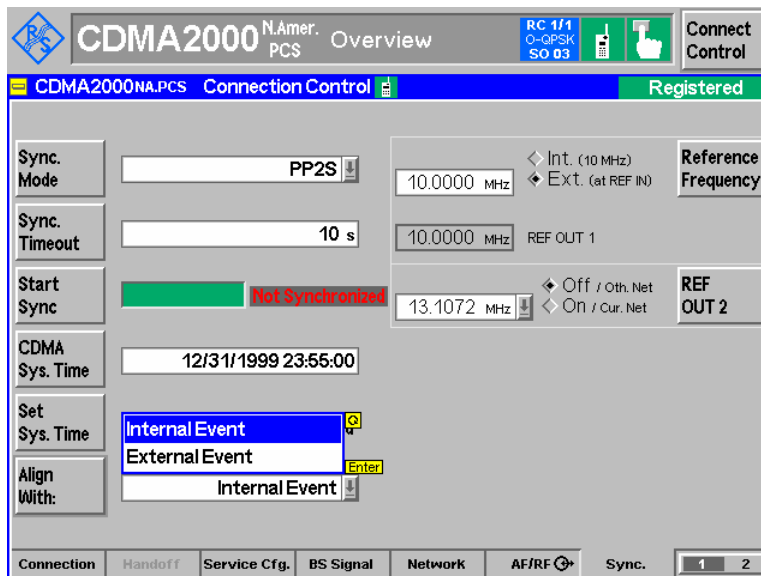 R&S
CDMA2000 N.Amer. PCS Overview
RC 1/1
O-QPSK
SO 03
Connect
Control
CDMA2000 NA.PCS Connection Control
Registered
Sync.
Mode
PP2S
10.0000 MHz
Int. (10 MHz)
Ext. (at REF IN)
Reference
Frequency
Sync.
Timeout
10 s
10.0000 MHz REF OUT 1
Start
Sync
Not Synchronized
13.1072 MHz
Off / Oth. Net
On / Cur. Net
REF
OUT 2
CDMA
Sys. Time
12/31/1999 23:55:00
Set
Sys. Time
Internal Event
External Event
Enter
Align
With:
Internal Event
Connection Handoff Service Cfg. BS Signal Network AF/RF Sync. 1 2